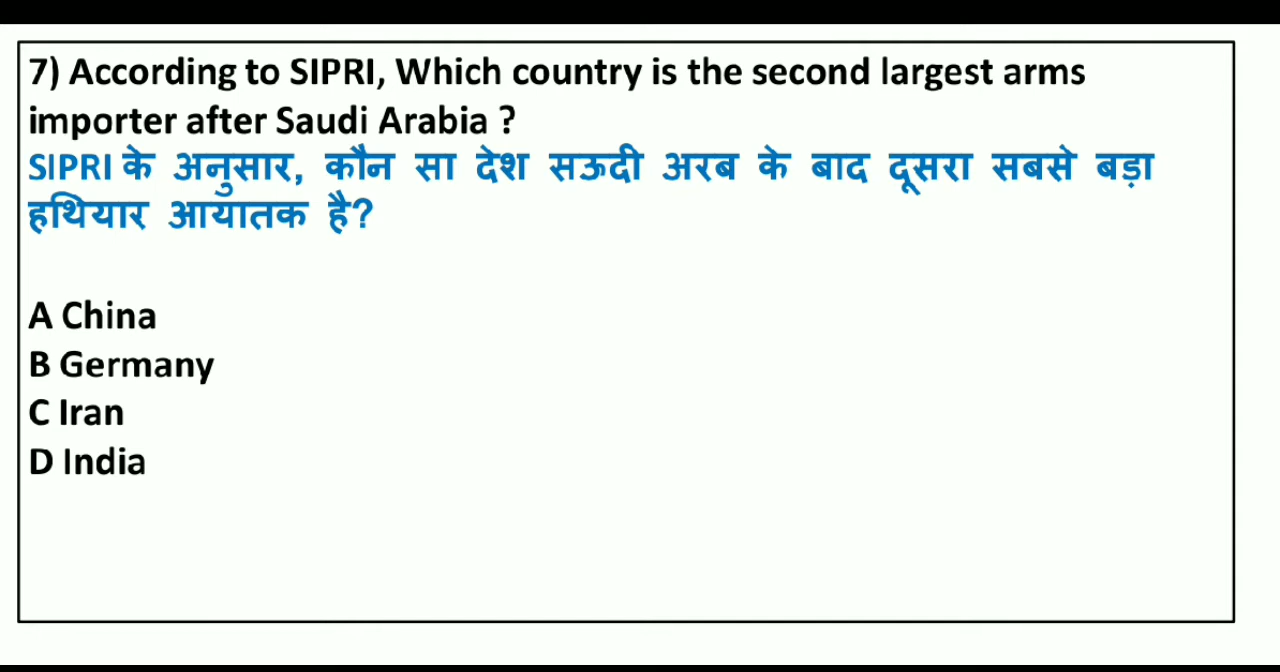 7) According to SIPRI, Which country is the second largest arms
importer after Saudi Arabia ?
SIPRI के अनुसार, कौन सा देश सऊदी अरब के बाद दूसरा सबसे बड़ा
हथियार आयातक है?
A China
B Germany
C Iran
D India